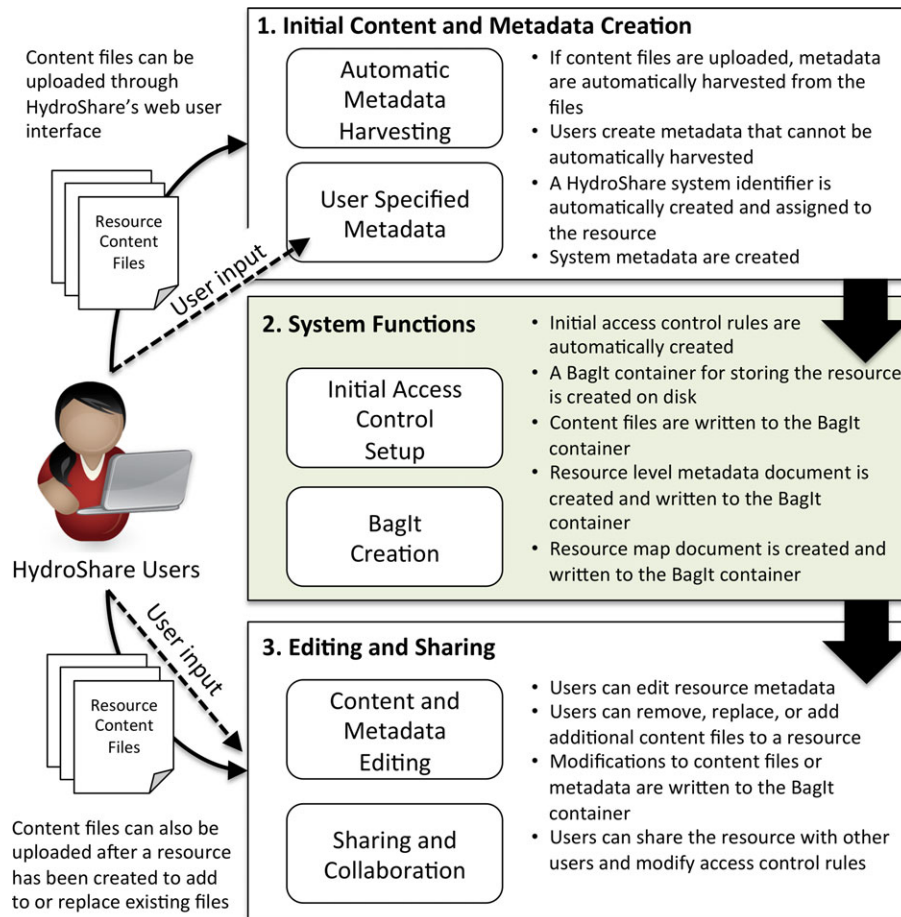 Content files can be
uploaded through
HydroShare's web user
interface
Resource
Content
Files
User input
1. Initial Content and Metadata Creation
Automatic
Metadata
Harvesting
User Specified
Metadata
• If content files are uploaded, metadata
are automatically harvested from the
files
• Users create metadata that cannot be
automatically harvested
• A HydroShare system identifier is
automatically created and assigned to
the resource
• System metadata are created
2. System Functions
Initial Access
Control
Setup
BagIt
Creation
• Initial access control rules are
automatically created
• A BagIt container for storing the resource
is created on disk
• Content files are written to the BagIt
container
• Resource level metadata document is
created and written to the BagIt
container
• Resource map document is created and
written to the BagIt container
HydroShare Users
User input
Resource
Content
Files
Content files can also be
uploaded after a resource
has been created to add
to or replace existing files
3. Editing and Sharing
Content and
Metadata
Editing
Sharing and
Collaboration
• Users can edit resource metadata
• Users can remove, replace, or add
additional content files to a resource
• Modifications to content files or
metadata are written to the BagIt
container
• Users can share the resource with other
users and modify access control rules